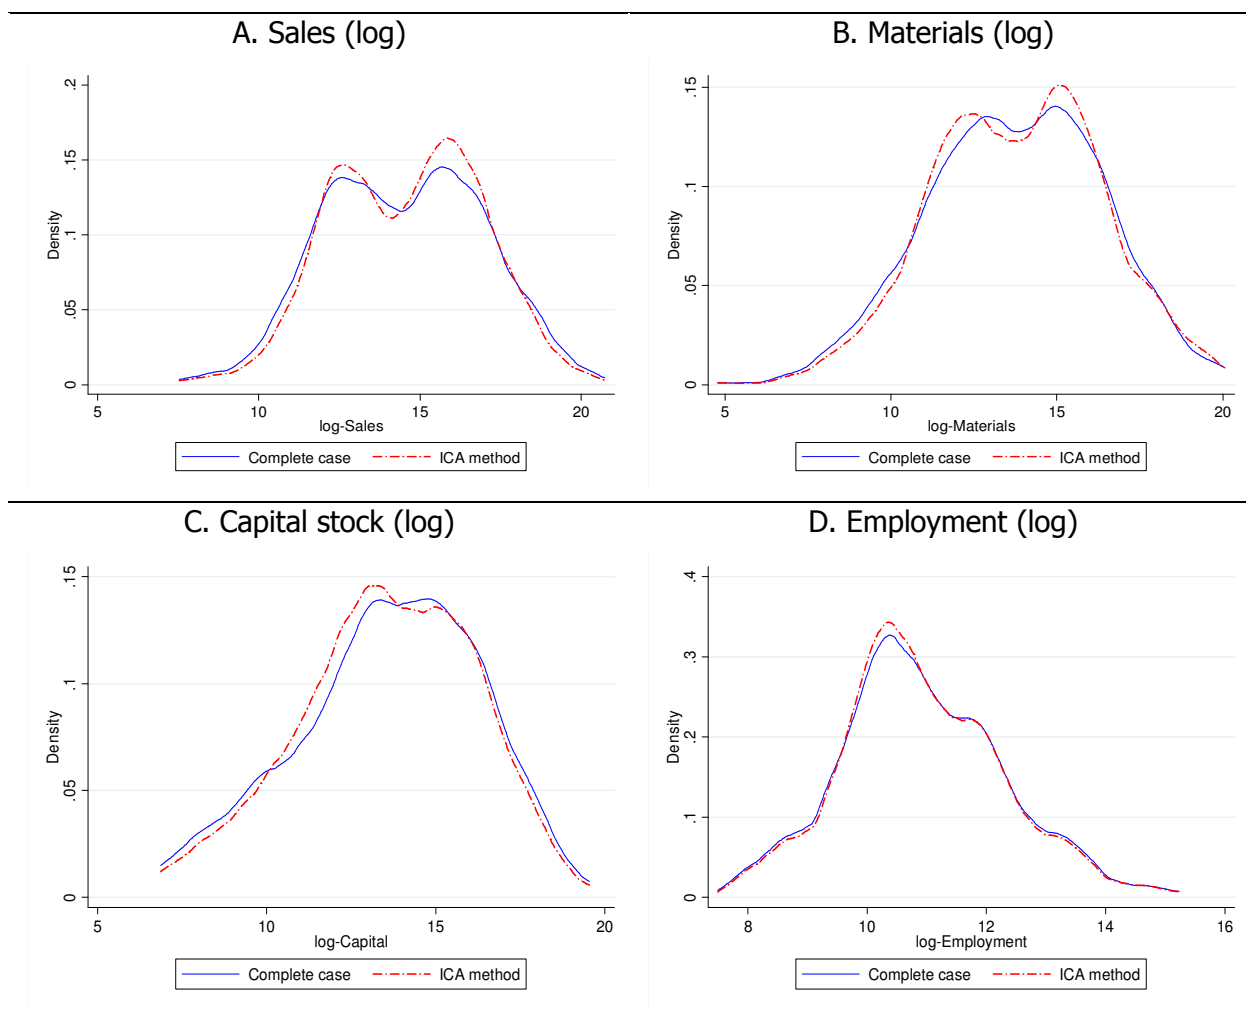 A. Sales (log)
B. Materials (log)
.2
.15
.1
.05
0
Density
5 10 15 20
log-Sales
Complete case ICA method
.15
.1
.05
0
Density
5 10 15 20
log-Materials
Complete case ICA method
C. Capital stock (log)
D. Employment (log)
.15
.1
.05
0
Density
5 10 15 20
log-Capital
Complete case ICA method
.4
.3
.2
.1
0
Density
8 10 12 14 16
log-Employment
Complete case ICA method